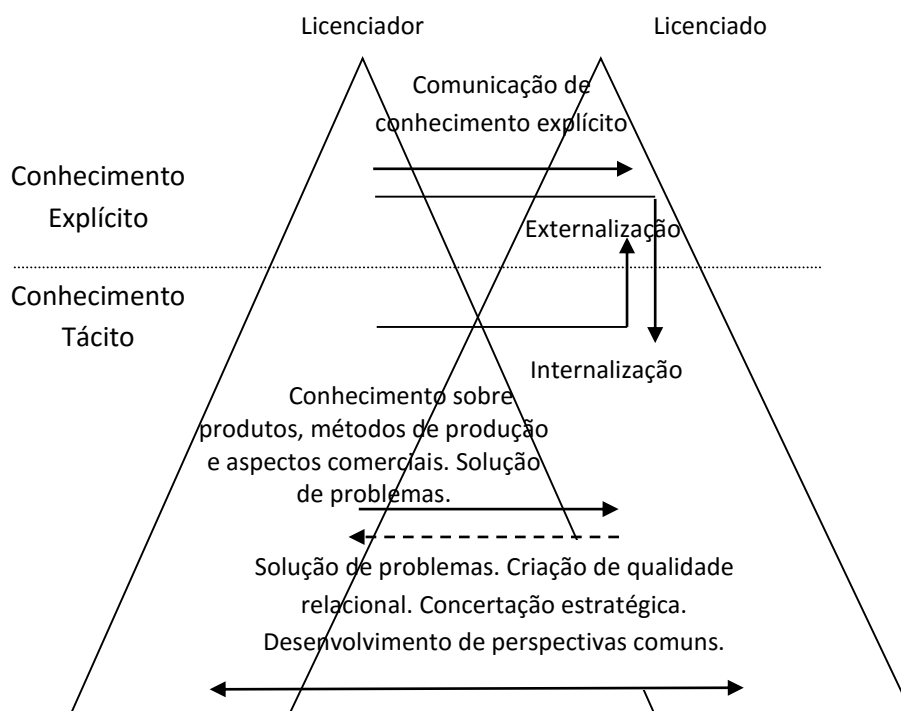 Licenciador
Licenciado
Comunicação de
conhecimento explícito
Conhecimento
Explícito
Externalização
Conhecimento
Tácito
Internalização
Conhecimento sobre
produtos, métodos de produção
e aspectos comerciais. Solução
de problemas.
Solução de problemas. Criação de qualidade
relacional. Concertação estratégica.
Desenvolvimento de perspectivas comuns.